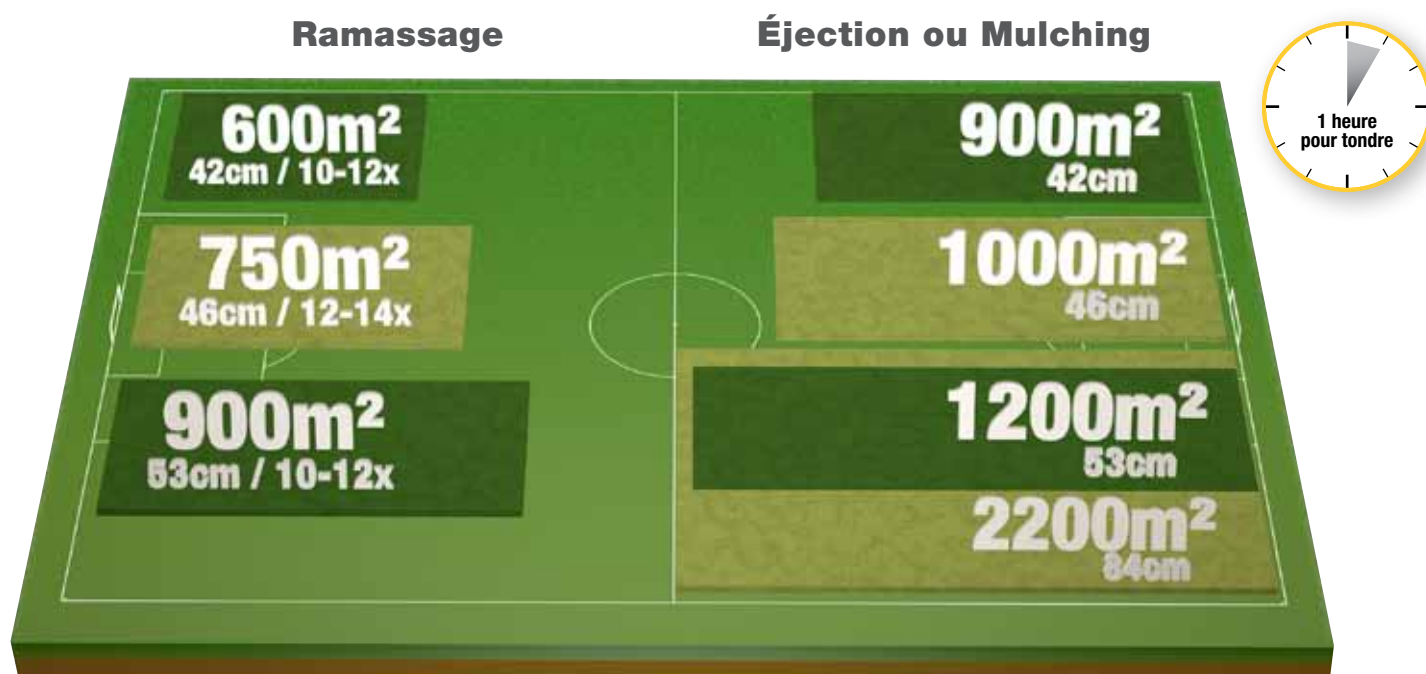 Ramassage
Éjection ou Mulching
1 heure
pour tondre
600m²
42cm / 10-12x
900m²
42cm
750m²
46cm / 12-14x
1000m²
46cm
900m²
53cm / 10-12x
1200m²
53cm
2200m²
84cm